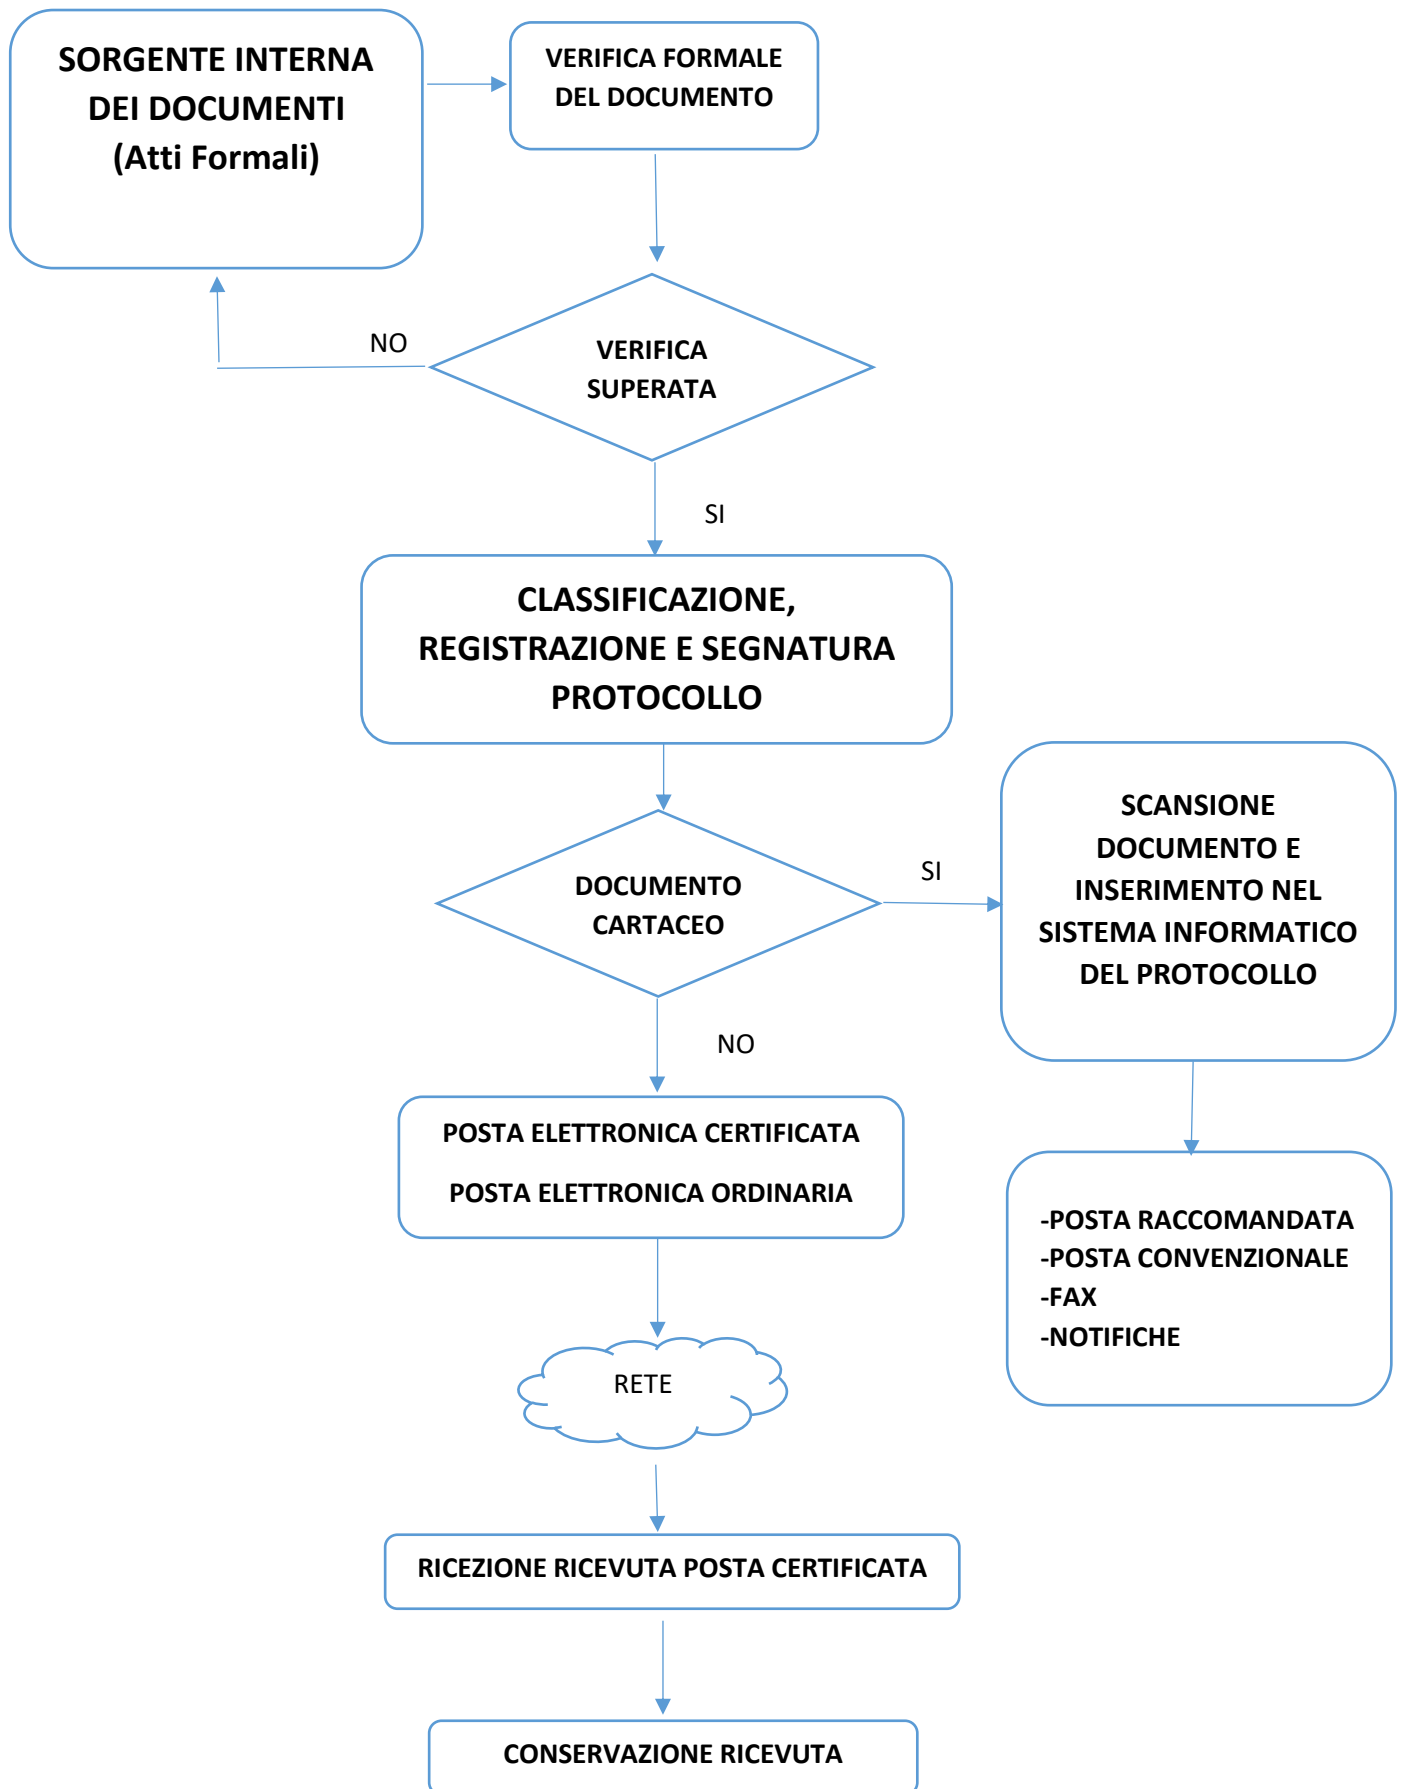 SORGENTE INTERNA
DEI DOCUMENTI
(Atti Formali)
VERIFICA FORMALE
DEL DOCUMENTO
NO
VERIFICA
SUPERATA
SI
CLASSIFICAZIONE,
REGISTRAZIONE E SEGNATURA
PROTOCOLLO
DOCUMENTO
CARTACEO
SI
SCANSIONE
DOCUMENTO E
INSERIMENTO NEL
SISTEMA INFORMATICO
DEL PROTOCOLLO
NO
POSTA ELETTRONICA CERTIFICATA
POSTA ELETTRONICA ORDINARIA
-POSTA RACCOMANDATA
-POSTA CONVENZIONALE
-FAX
-NOTIFICHE
RETE
RICEZIONE RICEVUTA POSTA CERTIFICATA
CONSERVAZIONE RICEVUTA